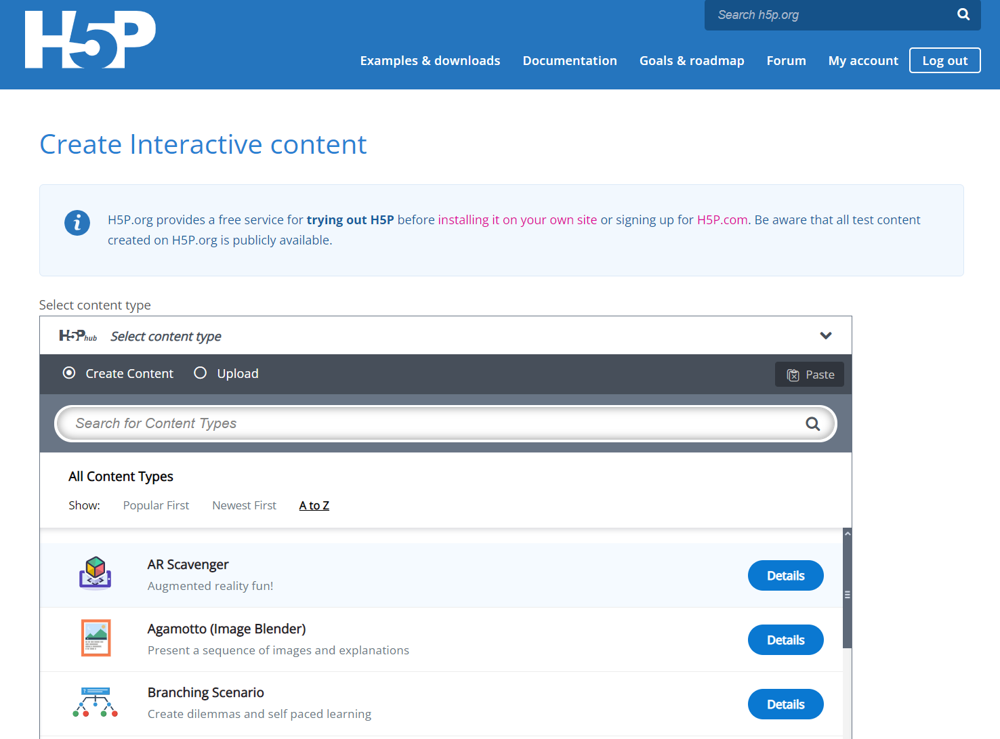 H5P
Search h5p.org
Examples & downloads Documentation Goals & roadmap Forum My account Log out
Create Interactive content
H5P.org provides a free service for trying out H5P before installing it on your own site or signing up for H5P.com. Be aware that all test content
created on H5P.org is publicly available.
Select content type
H5P hub Select content type
Create Content Upload Paste
Search for Content Types
All Content Types
Show: Popular First Newest First A to Z
AR Scavenger
Augmented reality fun!
Details
Agamotto (Image Blender)
Present a sequence of images and explanations
Details
Branching Scenario
Create dilemmas and self paced learning
Details